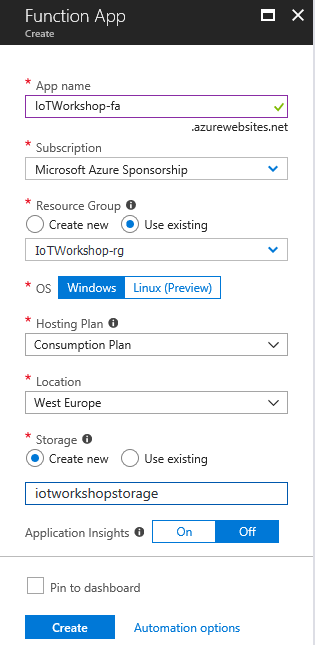 Function App
Create
* App name
IoTWorkshop-fa
.azurewebsites.net
* Subscription
Microsoft Azure Sponsorship
* Resource Group
Create new Use existing
IoTWorkshop-rg
* OS Windows Linux (Preview)
* Hosting Plan
Consumption Plan
* Location
West Europe
* Storage
Create new Use existing
iotworkshopstorage
Application Insights On Off
Pin to dashboard
Create Automation options